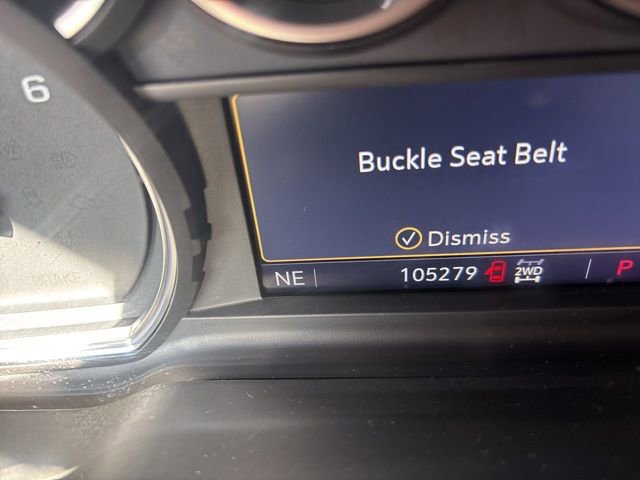 6
Buckle Seat Belt
Dismiss
NE 105279 2WD P